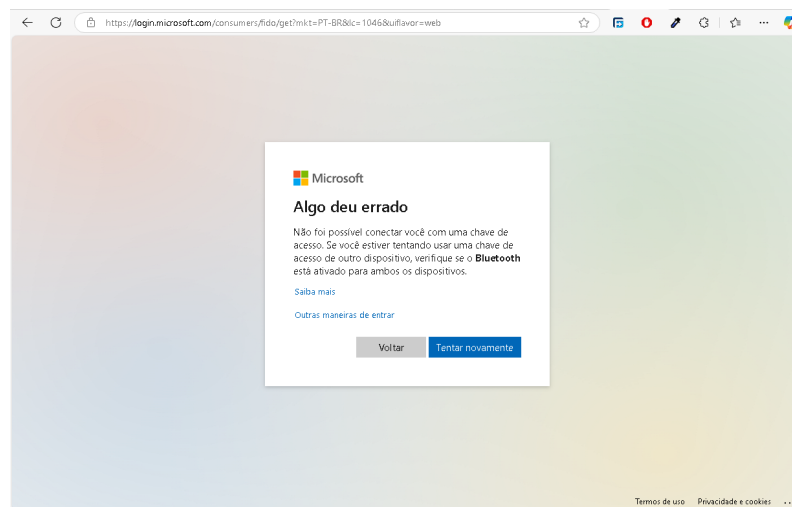 https://login.microsoft.com/consumers/fido/get?mkt=PT-BR&lc=1046&uiflavor=web
Microsoft
Algo deu errado
Não foi possível conectar você com uma chave de
acesso. Se você estiver tentando usar uma chave de
acesso de outro dispositivo, verifique se o Bluetooth
está ativado para ambos os dispositivos.
Saiba mais
Outras maneiras de entrar
Voltar
Tentar novamente
Termos de uso Privacidade e cookies